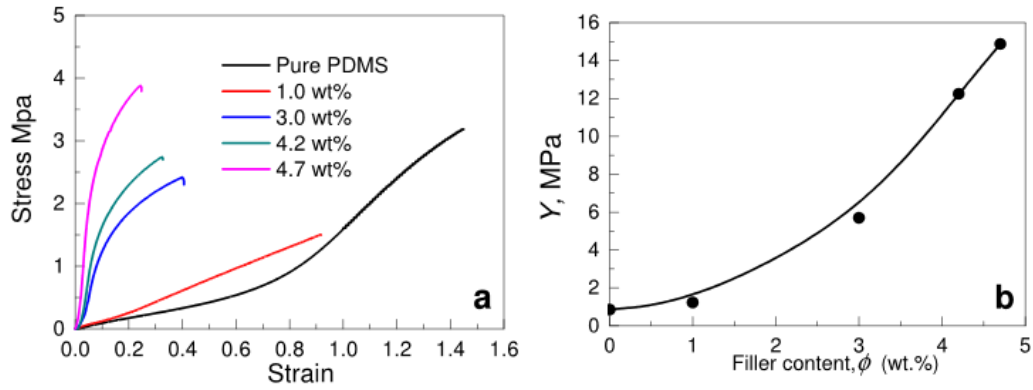 5
4
3
2
1
0
Stress Mpa
Pure PDMS
1.0 wt%
3.0 wt%
4.2 wt%
4.7 wt%
a
0.0 0.2 0.4 0.6 0.8 1.0 1.2 1.4 1.6
Strain
16
14
12
10
8
6
4
2
0
Y, MPa
b
0 1 2 3 4 5
Filler content, ϕ (wt.%)